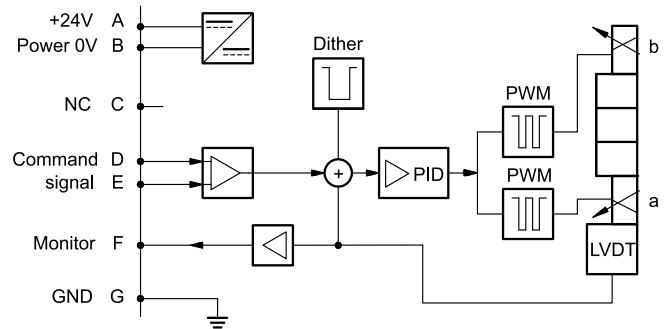 +24V A
Power 0V B
Dither
b
PWM
NC C
Command D
signal E
+
PID
PWM
a
Monitor F
LVDT
GND G